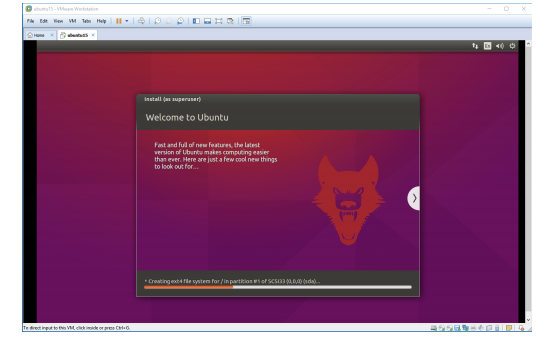 ubuntu15 - VMware Workstation
File Edit View VM Tabs Help
Home
ubuntu15
En
Install (as superuser)
Welcome to Ubuntu
Fast and full of new features, the latest
version of Ubuntu makes computing easier
than ever. Here are just a few cool new things
to look out for...
Creating ext4 file system for / in partition #1 of SCSI33 (0,0,0) (sda)...
To direct input to this VM, click inside or press Ctrl+G.